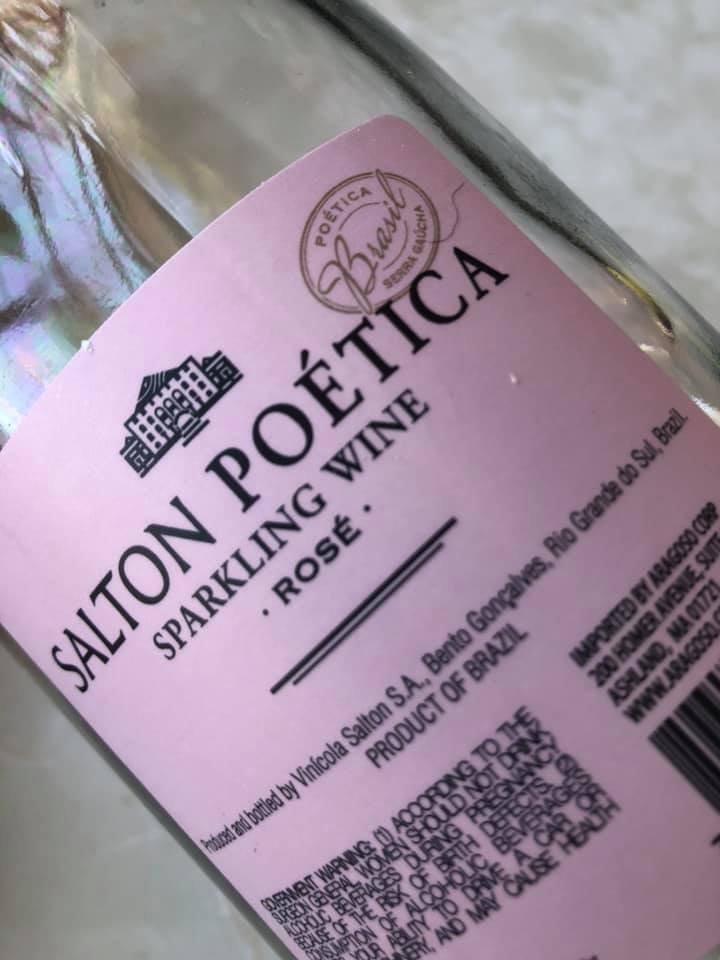 POÉTICA
Brasil
SERRA GAÚCHA
SALTON POÉTICA
SPARKLING WINE
· ROSÉ ·
Produced and bottled by Vinícola Salton S.A., Bento Gonçalves, Rio Grande do Sul, Brazil.
PRODUCT OF BRAZIL
IMPORTED BY ARAGOSO CORP
200 HOMER AVENUE, SUITE
ASHLAND, MA 01721
WWW.ARAGOSO.
GOVERNMENT WARNING: (1) ACCORDING TO THE
SURGEON GENERAL, WOMEN SHOULD NOT DRINK
ALCOHOLIC BEVERAGES DURING PREGNANCY
BECAUSE OF THE RISK OF BIRTH DEFECTS. (2)
CONSUMPTION OF ALCOHOLIC BEVERAGES
YOUR ABILITY TO DRIVE A CAR OR
AND MAY CAUSE HEALTH